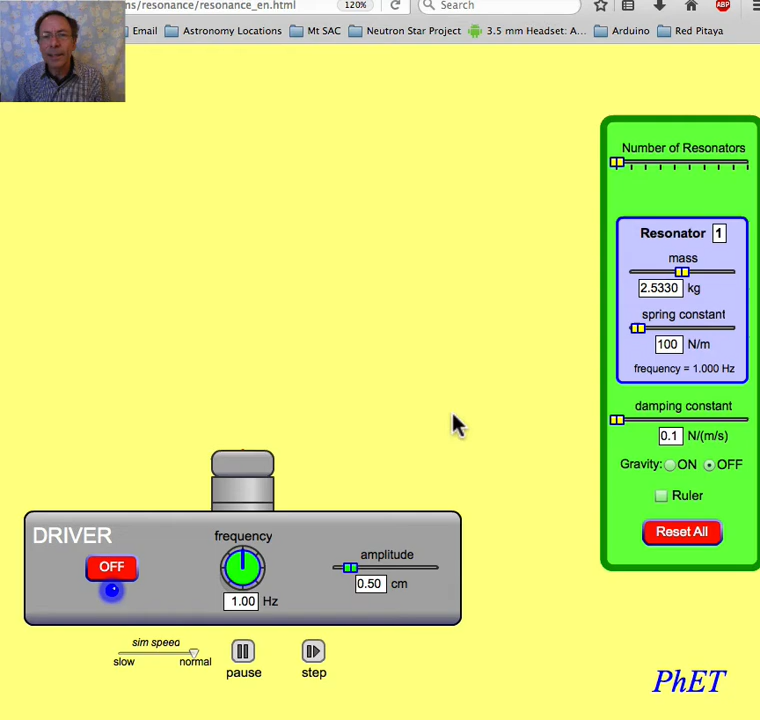 ms/resonance/resonance_en.html 120% Search
Email Astronomy Locations Mt SAC Neutron Star Project 3.5 mm Headset: A... Arduino Red Pitaya
ABP
Number of Resonators
Resonator 1
mass
2.5330 kg
spring constant
100 N/m
frequency = 1.000 Hz
damping constant
0.1 N/(m/s)
Gravity: ON OFF
Ruler
Reset All
DRIVER
OFF
frequency
1.00 Hz
amplitude
0.50 cm
sim speed
slow normal
pause
step
PhET